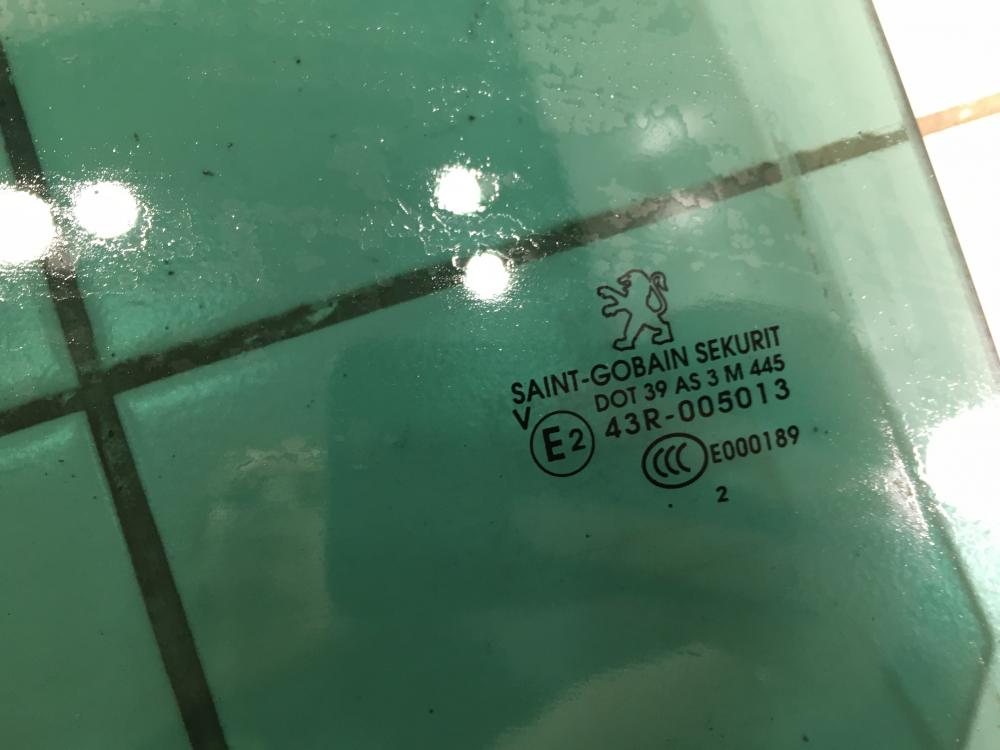 SAINT-GOBAIN SEKURIT
DOT 39 AS 3 M 445
V
E2 43R-005013
CCC E000189
2